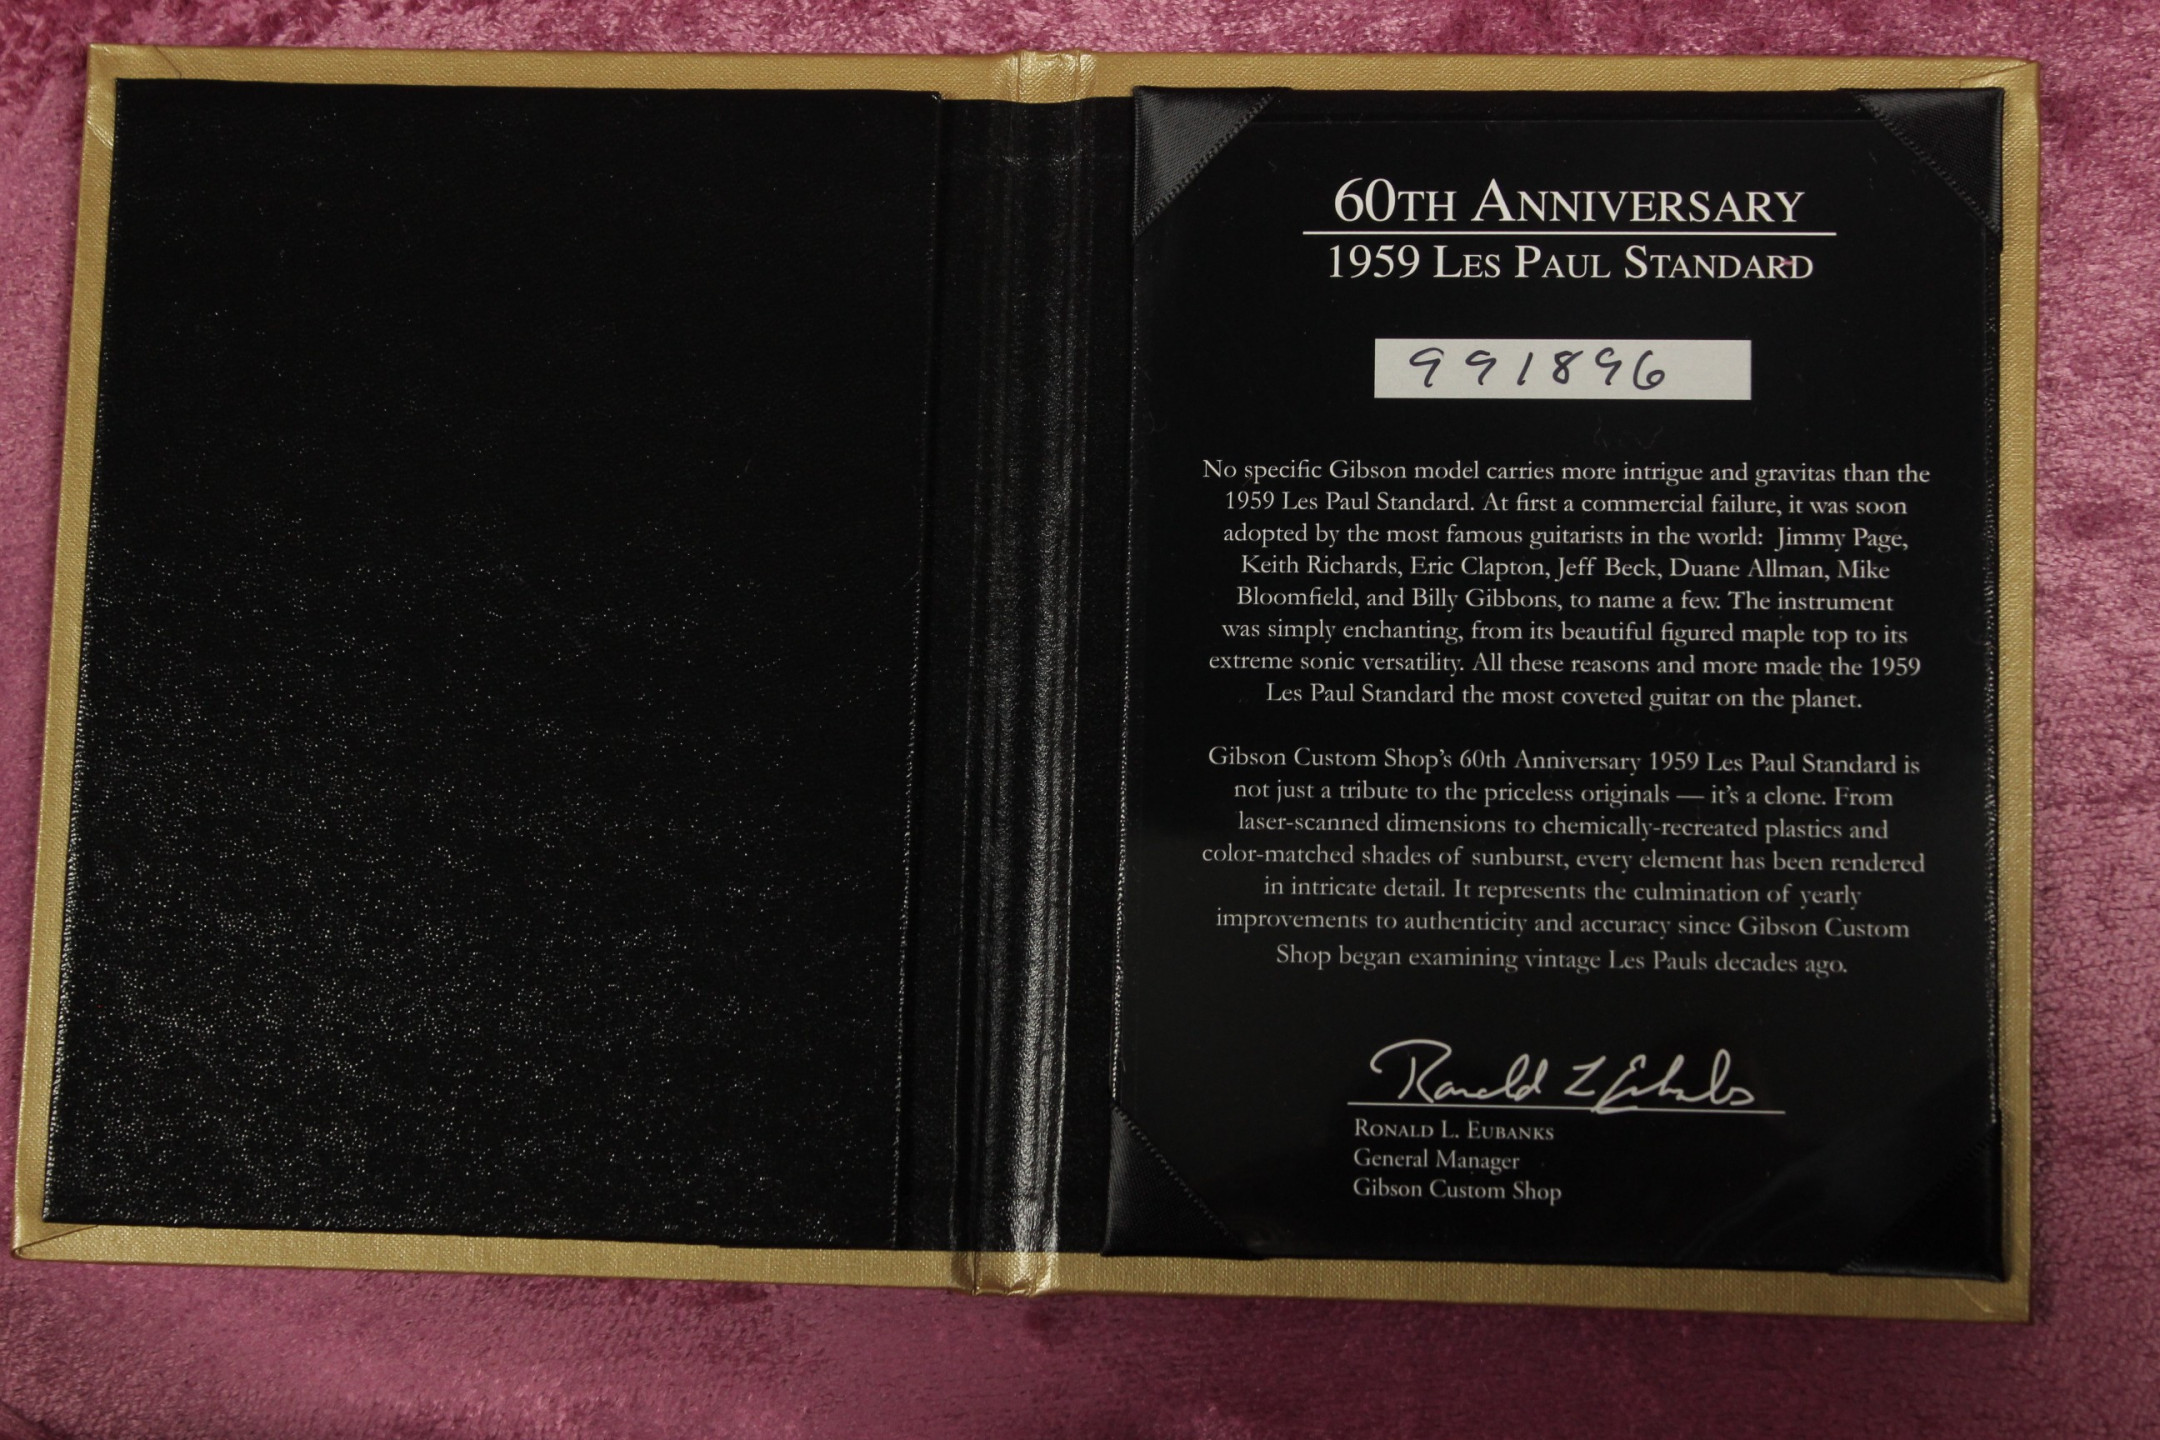 60TH ANNIVERSARY
1959 LES PAUL STANDARD
991896
No specific Gibson model carries more intrigue and gravitas than the
1959 Les Paul Standard. At first a commercial failure, it was soon
adopted by the most famous guitarists in the world: Jimmy Page,
Keith Richards, Eric Clapton, Jeff Beck, Duane Allman, Mike
Bloomfield, and Billy Gibbons, to name a few. The instrument
was simply enchanting, from its beautiful figured maple top to its
extreme sonic versatility. All these reasons and more made the 1959
Les Paul Standard the most coveted guitar on the planet.
Gibson Custom Shop's 60th Anniversary 1959 Les Paul Standard is
not just a tribute to the priceless originals — it's a clone. From
laser-scanned dimensions to chemically-recreated plastics and
color-matched shades of sunburst, every element has been rendered
in intricate detail. It represents the culmination of yearly
improvements to authenticity and accuracy since Gibson Custom
Shop began examining vintage Les Pauls decades ago.
Ronald L Eubanks
RONALD L. EUBANKS
General Manager
Gibson Custom Shop